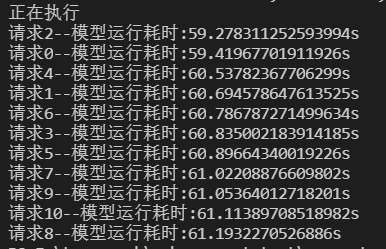 正在执行
请求2--模型运行耗时:59.278311252593994s
请求0--模型运行耗时:59.41967701911926s
请求4--模型运行耗时:60.53782367706299s
请求1--模型运行耗时:60.694578647613525s
请求6--模型运行耗时:60.786787271499634s
请求3--模型运行耗时:60.835002183914185s
请求5--模型运行耗时:60.89664340019226s
请求7--模型运行耗时:61.02208876609802s
请求9--模型运行耗时:61.05364012718201s
请求10--模型运行耗时:61.11389708518982s
请求8--模型运行耗时:61.1932270526886s